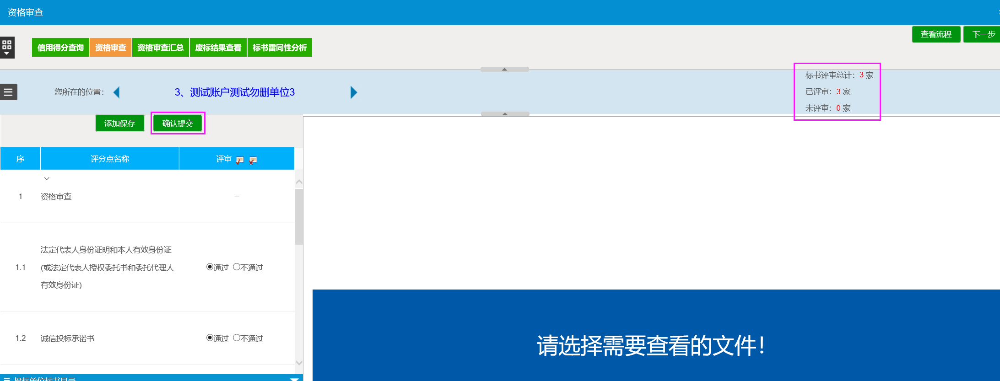 资格审查
查看流程 下一步
信用得分查询 资格审查 资格审查汇总 废标结果查看 标书雷同性分析
标书评审总计：3 家
您所在的位置： 3、测试账户测试勿删单位3
已评审：3 家
未评审：0 家
添加保存 确认提交
序 评分点名称 评审
1 资格审查 --
法定代表人身份证明和本人有效身份证
1.1 (或法定代表人授权委托书和委托代理人 通过 不通过
有效身份证)
1.2 诚信投标承诺书 通过 不通过
请选择需要查看的文件！
投标单位标书目录